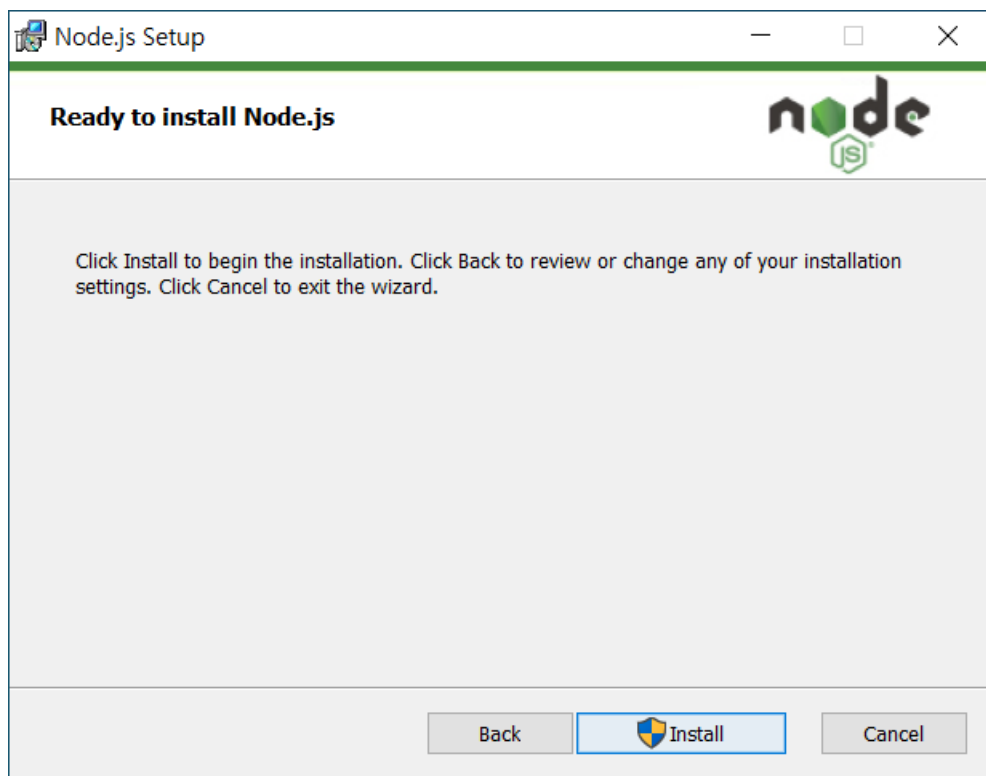 Node.js Setup
Ready to install Node.js
node
JS
Click Install to begin the installation. Click Back to review or change any of your installation
settings. Click Cancel to exit the wizard.
Back
Install
Cancel